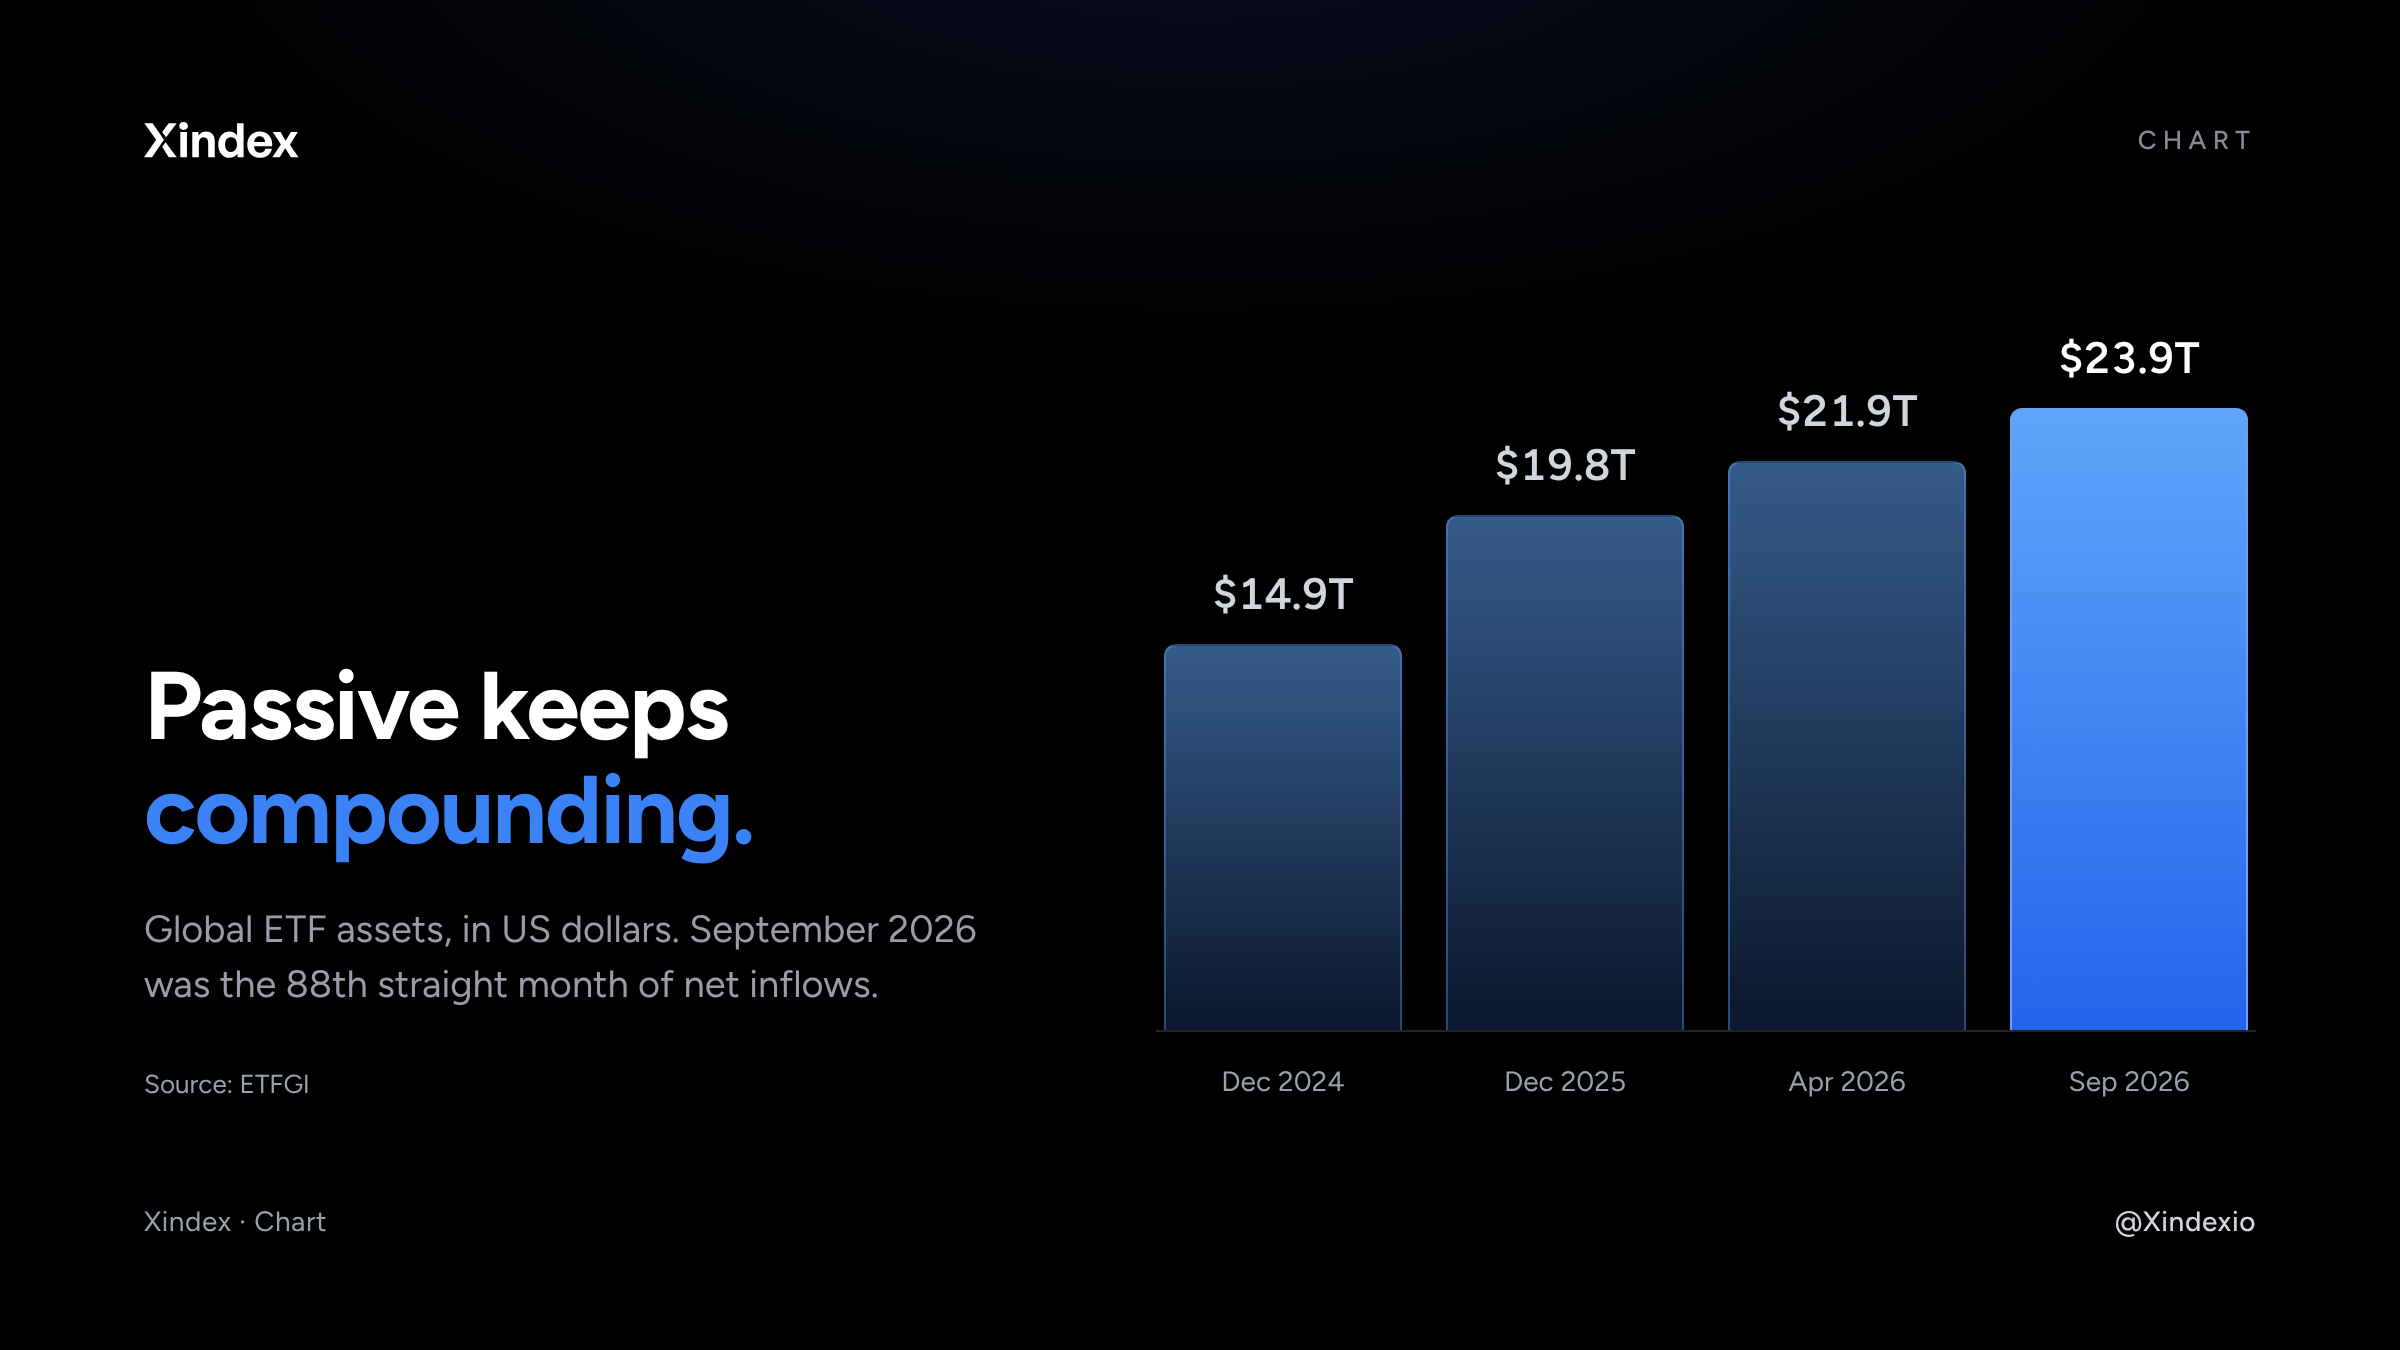 Xindex
CHART
Passive keeps
compounding.
Global ETF assets, in US dollars. September 2026
was the 88th straight month of net inflows.
Source: ETFGI
$14.9T
$19.8T
$21.9T
$23.9T
Dec 2024
Dec 2025
Apr 2026
Sep 2026
Xindex · Chart
@Xindexio